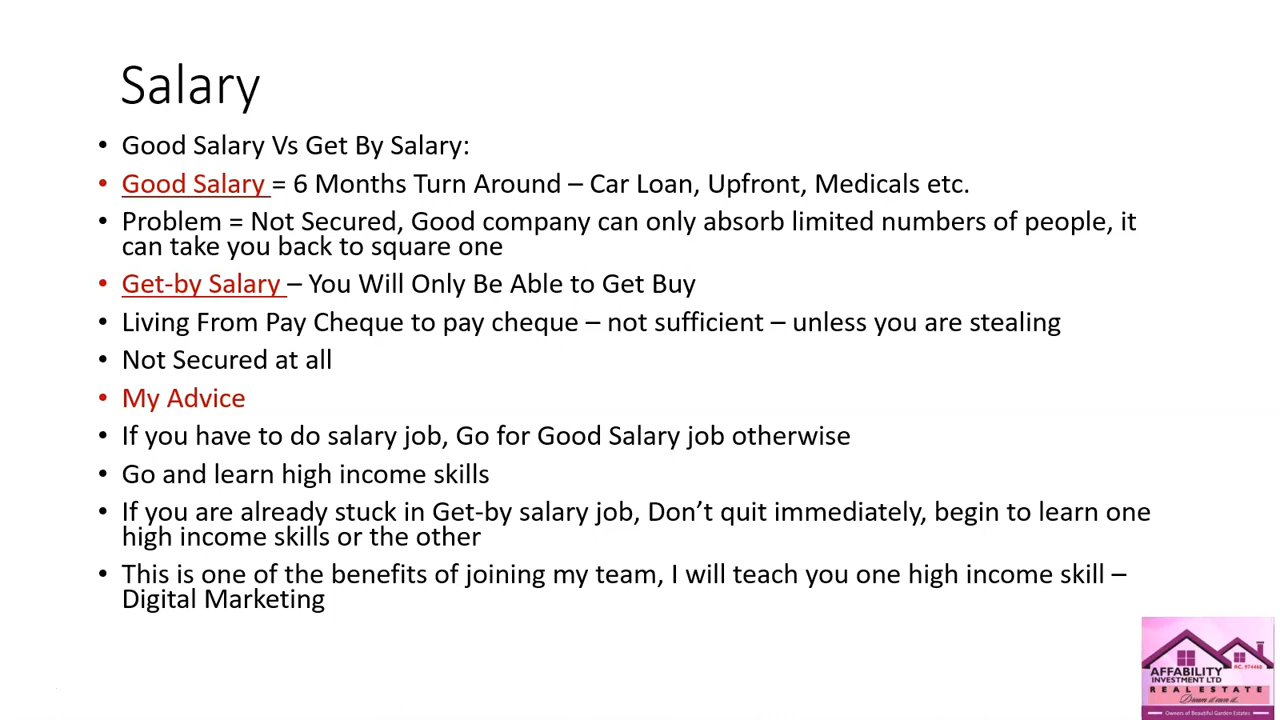 Salary
• Good Salary Vs Get By Salary:
• Good Salary = 6 Months Turn Around – Car Loan, Upfront, Medicals etc.
• Problem = Not Secured, Good company can only absorb limited numbers of people, it
can take you back to square one
• Get-by Salary – You Will Only Be Able to Get Buy
• Living From Pay Cheque to pay cheque – not sufficient – unless you are stealing
• Not Secured at all
• My Advice
• If you have to do salary job, Go for Good Salary job otherwise
• Go and learn high income skills
• If you are already stuck in Get-by salary job, Don’t quit immediately, begin to learn one
high income skills or the other
• This is one of the benefits of joining my team, I will teach you one high income skill –
Digital Marketing
AFFABILITY
INVESTMENT LTD
REAL ESTATE
Owners of Beautiful Garden Estates